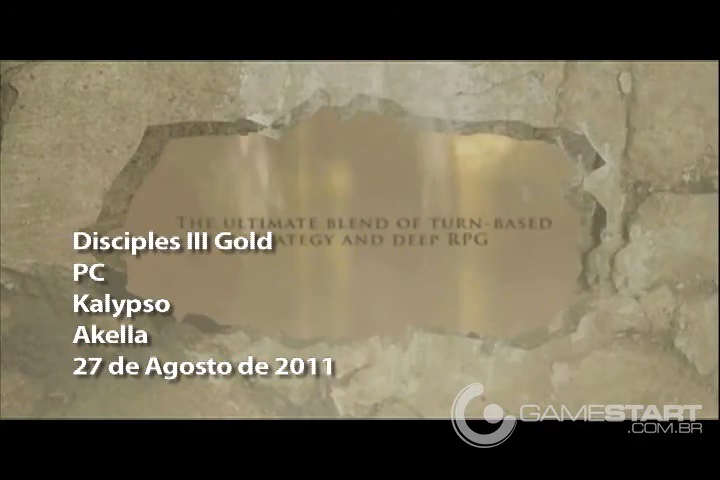 THE ULTIMATE BLEND OF TURN-BASED
AND DEEP RPG
Disciples III Gold
PC
Kalypso
Akella
27 de Agosto de 2011
GAMESTART
.COM.BR